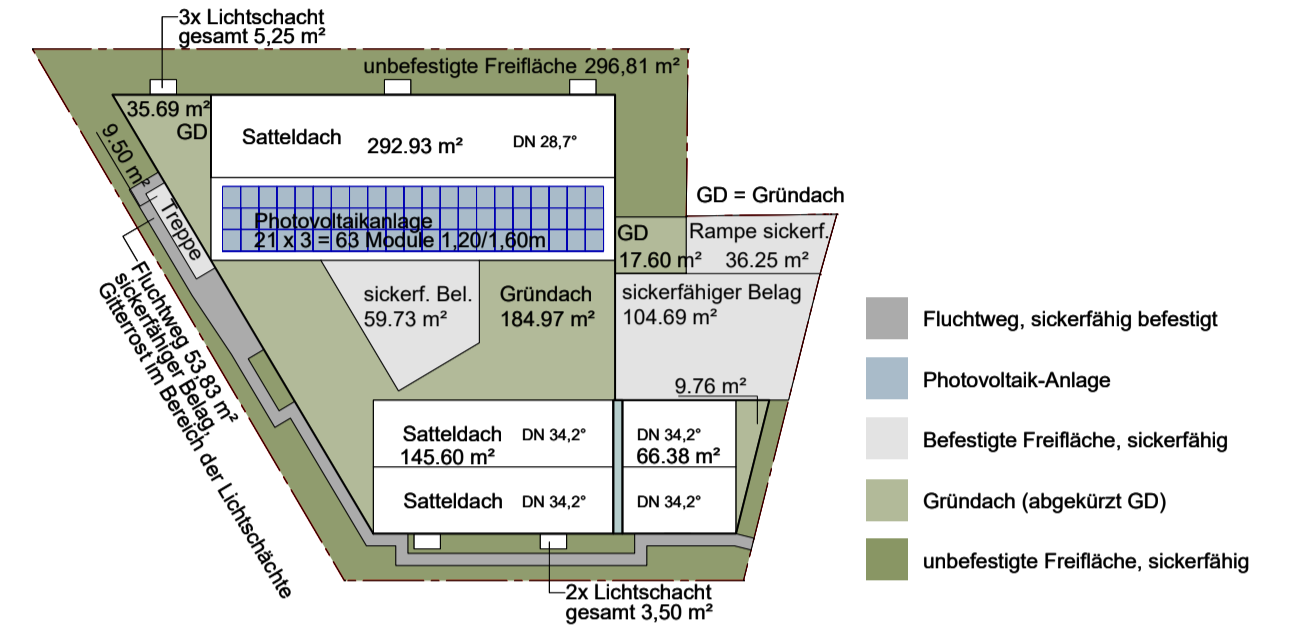 3x Lichtschacht
gesamt 5,25 m²
unbefestigte Freifläche 296,81 m²
35.69 m²
GD
9.50 m²
Satteldach
292.93 m²
DN 28,7°
Treppe
Photovoltaikanlage
21 x 3 = 63 Module 1,20/1,60m
GD = Gründach
GD
17.60 m²
Rampe sickerf.
36.25 m²
sickerf. Bel.
59.73 m²
Gründach
184.97 m²
sickerfähiger Belag
104.69 m²
9.76 m²
Fluchtweg 53,83 m²
sickerfähiger Belag,
Gitterrost im Bereich der Lichtschächte
Satteldach
DN 34,2°
145.60 m²
DN 34,2°
66.38 m²
Satteldach
DN 34,2°
DN 34,2°
2x Lichtschacht
gesamt 3,50 m²
Fluchtweg, sickerfähig befestigt
Photovoltaik-Anlage
Befestigte Freifläche, sickerfähig
Gründach (abgekürzt GD)
unbefestigte Freifläche, sickerfähig